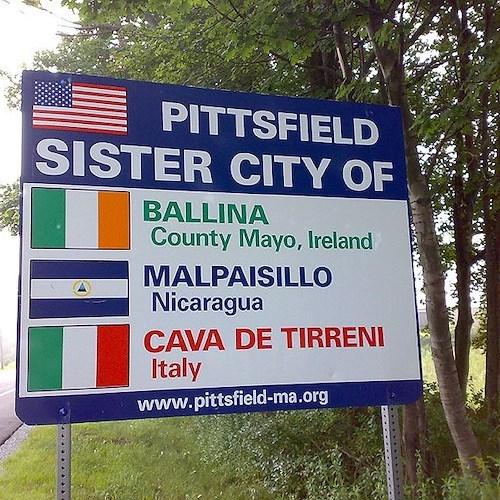 PITTSFIELD
SISTER CITY OF
BALLINA
County Mayo, Ireland
MALPAISILLO
Nicaragua
CAVA DE TIRRENI
Italy
www.pittsfield-ma.org